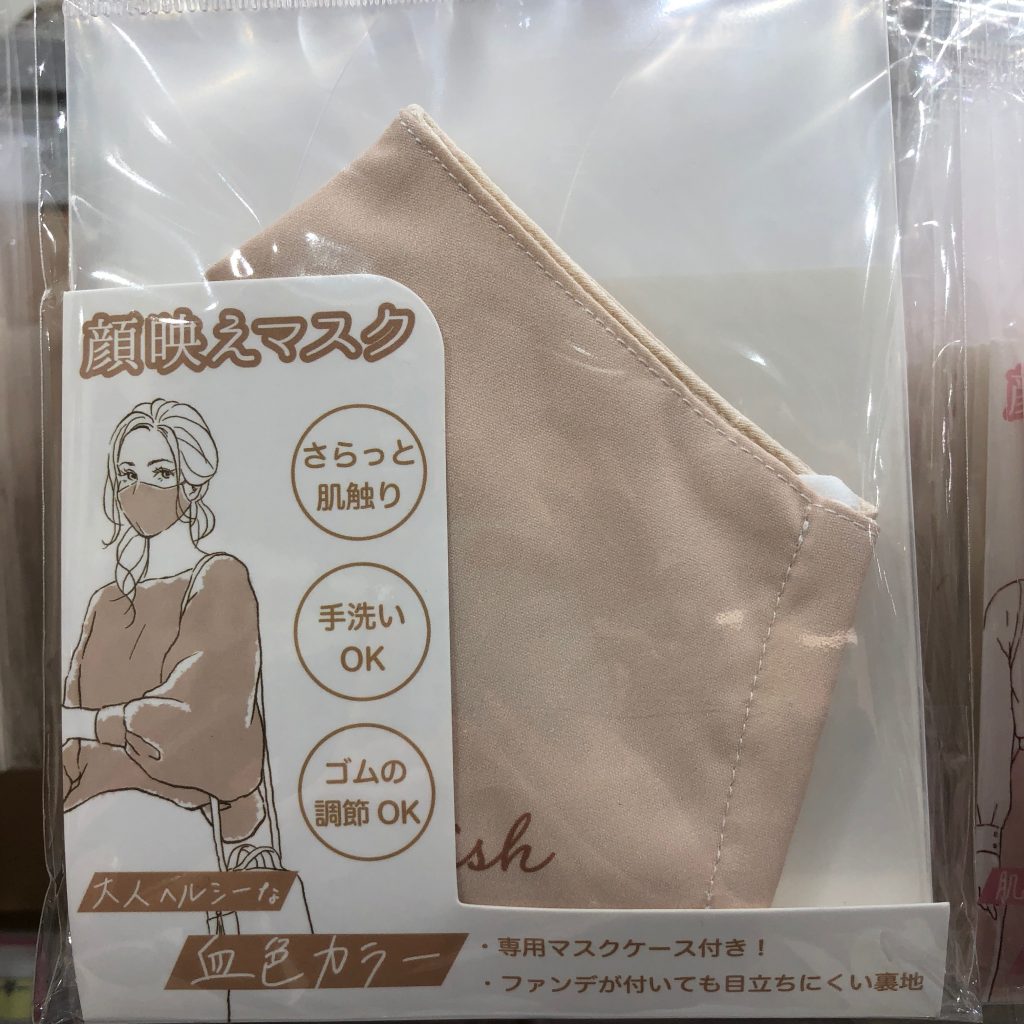 顔映えマスク
さらっと
肌触り
手洗い
OK
ゴムの
調節 OK
大人ヘルシーな
血色カラー
・専用マスクケース付き！
・ファンデが付いても目立ちにくい裏地